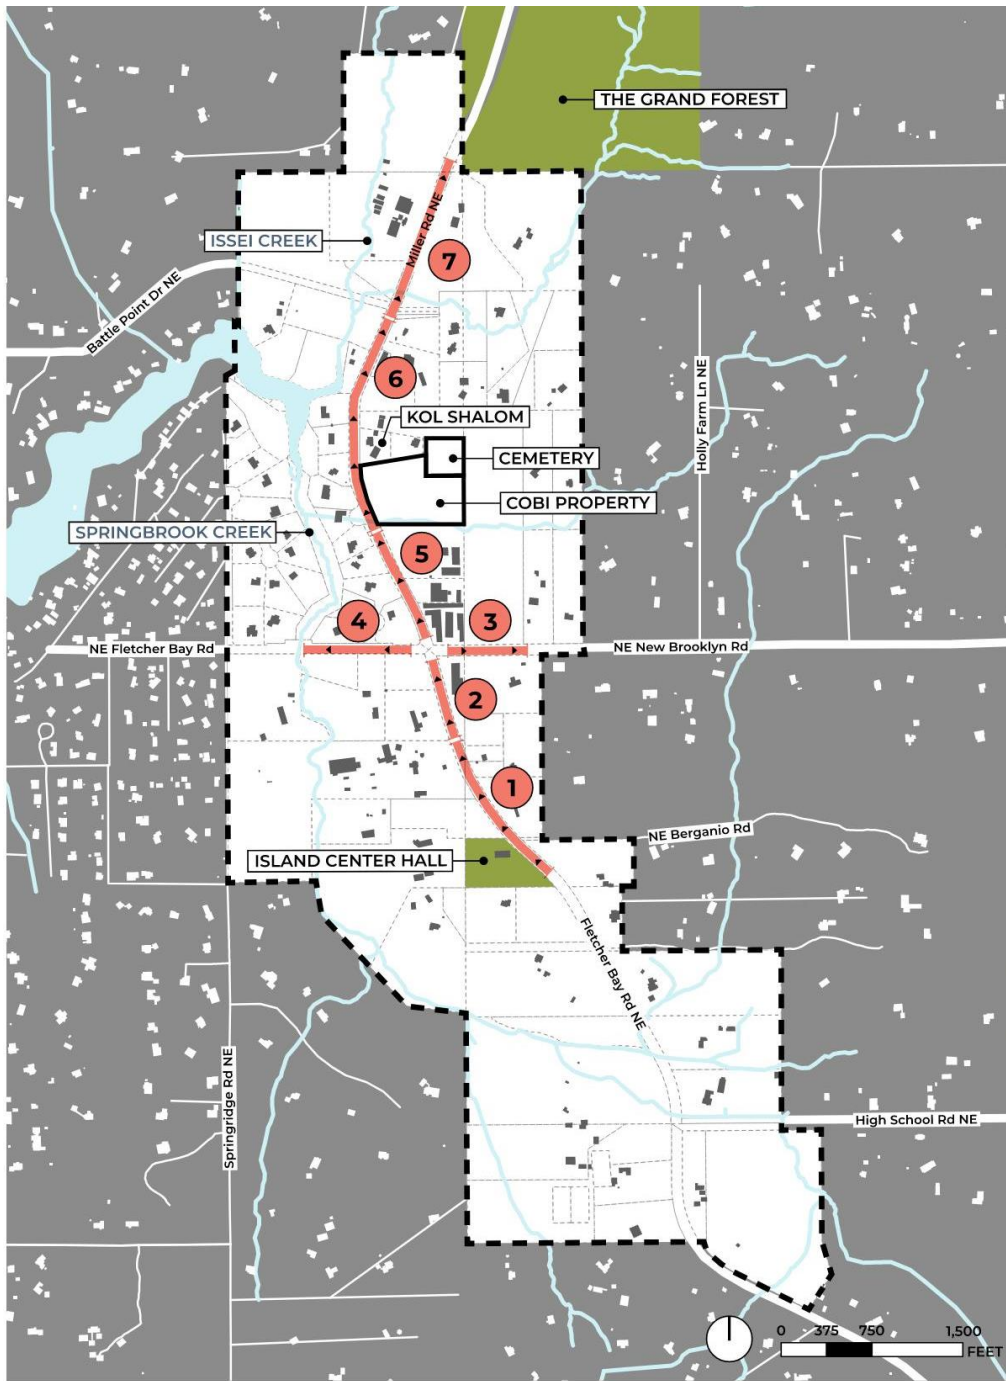 THE GRAND FOREST
ISSEI CREEK
Miller Rd NE
7
Battle Point Dr NE
6
KOL SHALOM
Holly Farm Ln NE
CEMETERY
COBI PROPERTY
SPRINGBROOK CREEK
5
4
3
NE Fletcher Bay Rd
NE New Brooklyn Rd
2
1
NE Berganio Rd
ISLAND CENTER HALL
Fletcher Bay Rd NE
Springridge Rd NE
High School Rd NE
0 375 750 1,500
FEET